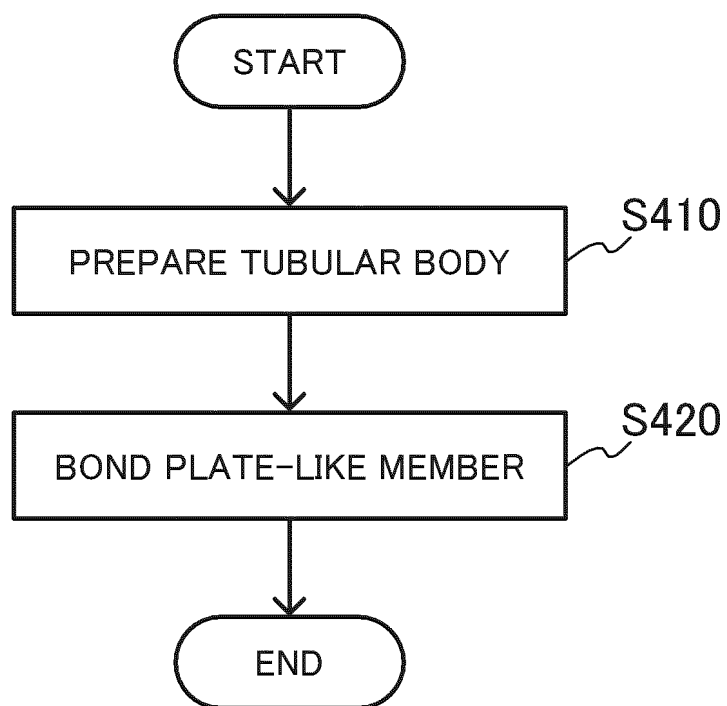 START
S410
PREPARE TUBULAR BODY
S420
BOND PLATE-LIKE MEMBER
END